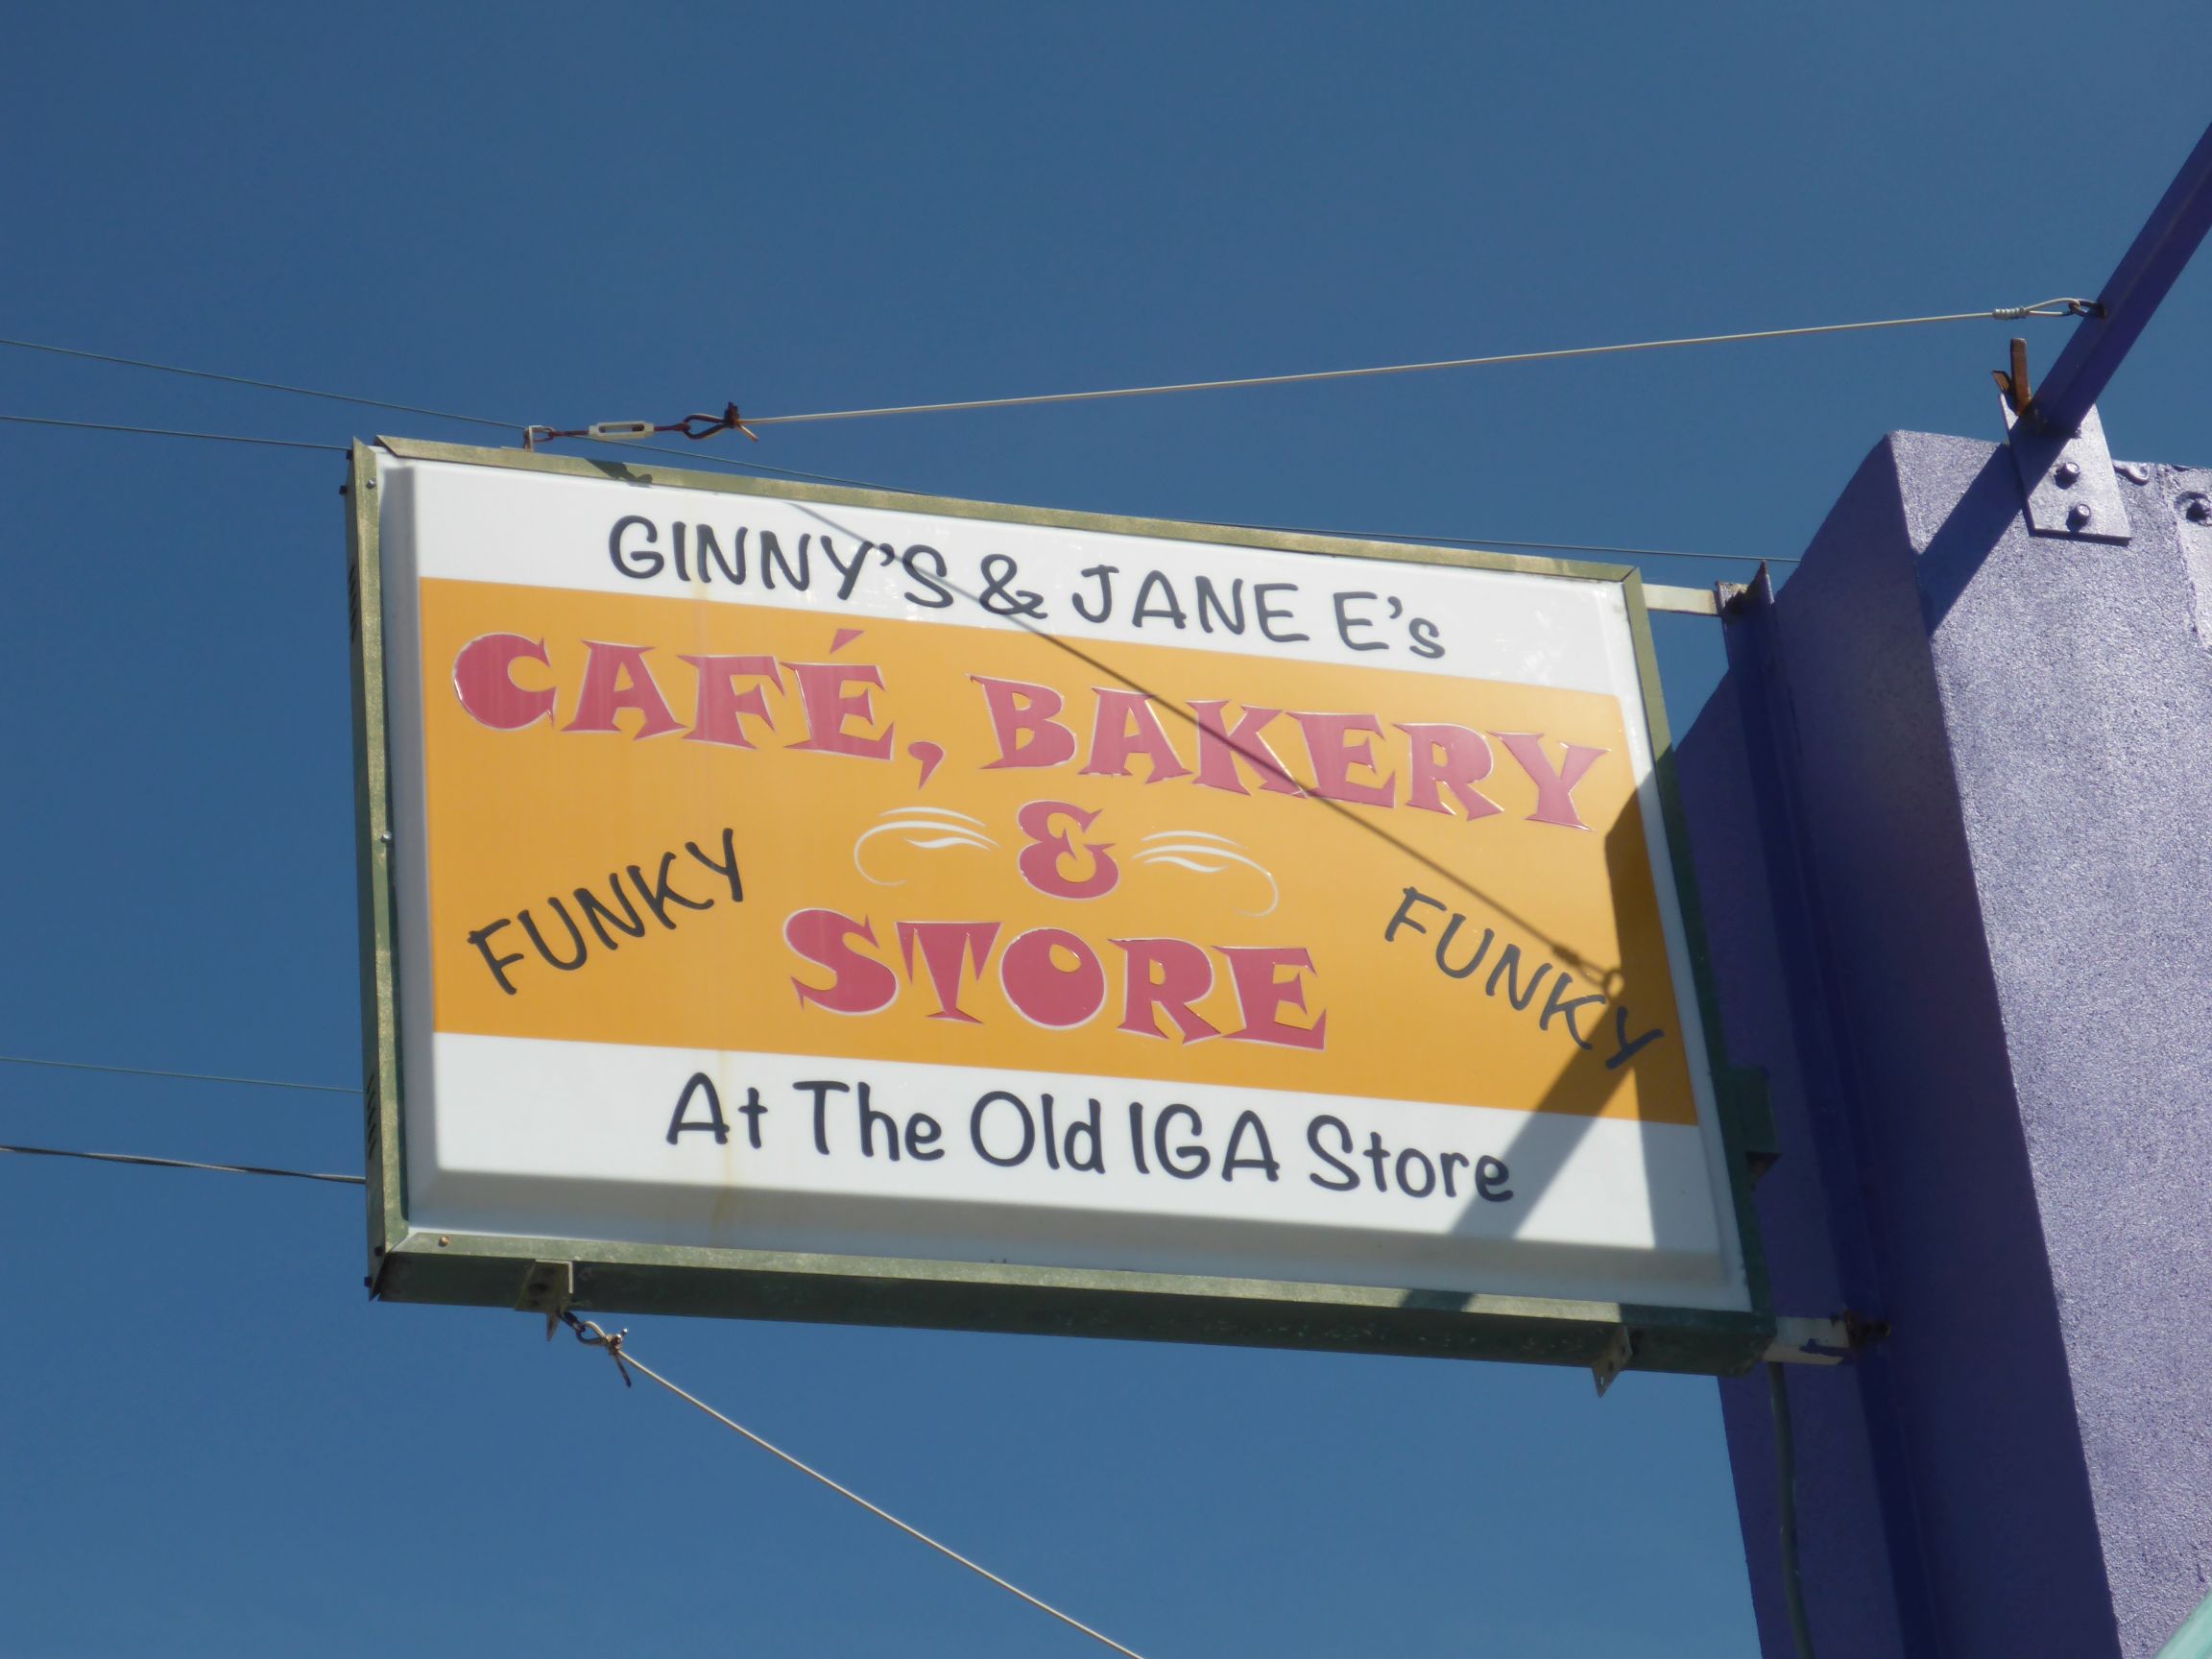 GINNY'S & JANE E's
CAFÉ, BAKERY
&
FUNKY
STORE
FUNKY
At The Old IGA Store